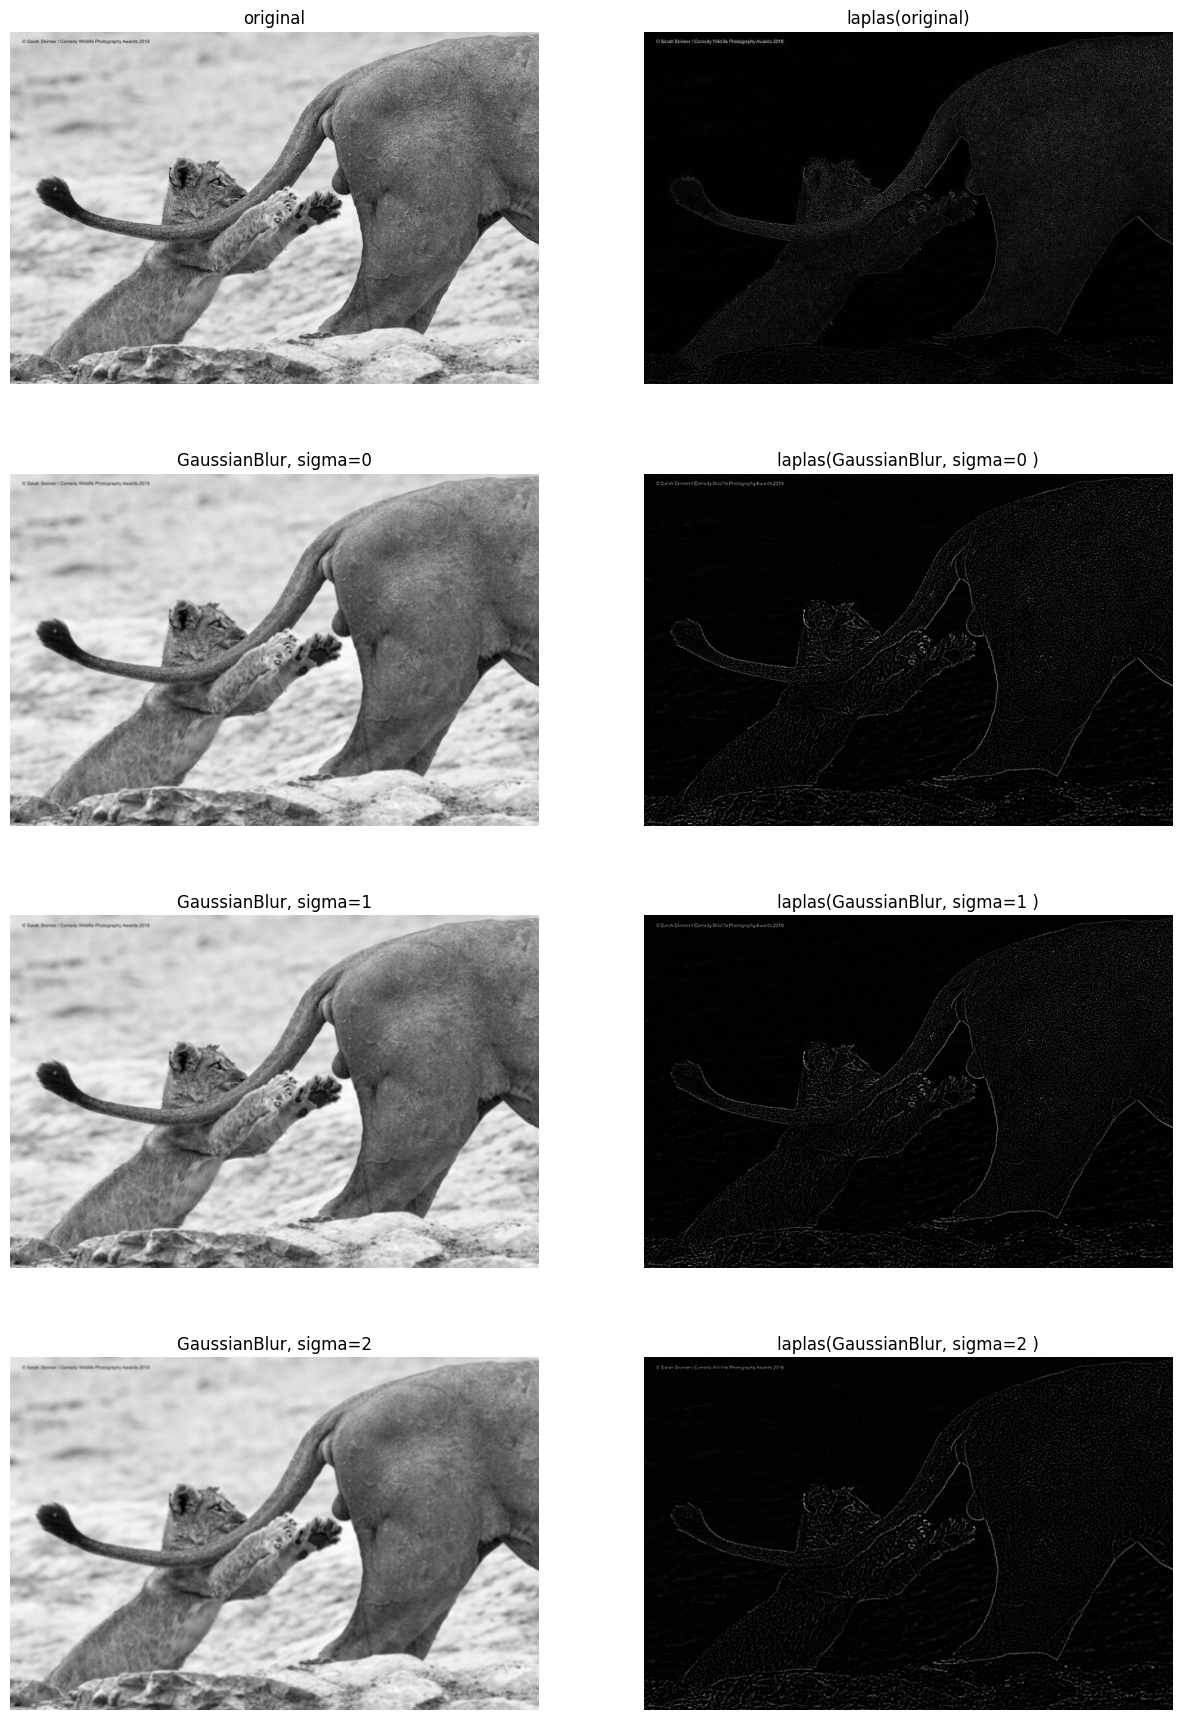 original
laplas(original)
© Sarah Skinner / Comedy Wildlife Photography Awards 2019
© Sarah Skinner / Comedy Wildlife Photography Awards 2019
GaussianBlur, sigma=0
laplas(GaussianBlur, sigma=0 )
© Sarah Skinner / Comedy Wildlife Photography Awards 2019
© Sarah Skinner / Comedy Wildlife Photography Awards 2019
GaussianBlur, sigma=1
laplas(GaussianBlur, sigma=1 )
© Sarah Skinner / Comedy Wildlife Photography Awards 2019
© Sarah Skinner / Comedy Wildlife Photography Awards 2019
GaussianBlur, sigma=2
laplas(GaussianBlur, sigma=2 )
© Sarah Skinner / Comedy Wildlife Photography Awards 2019
© Sarah Skinner / Comedy Wildlife Photography Awards 2019